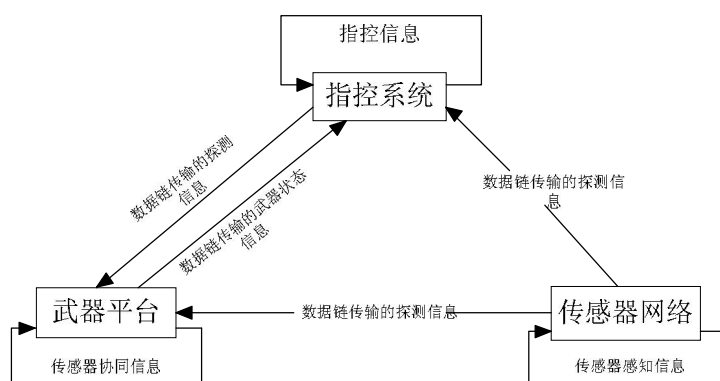 指控信息
指控系统
数据链传输的探测
信息
数据链传输的武器状态
信息
数据链传输的探测信
息
武器平台
数据链传输的探测信息
传感器网络
传感器协同信息
传感器感知信息